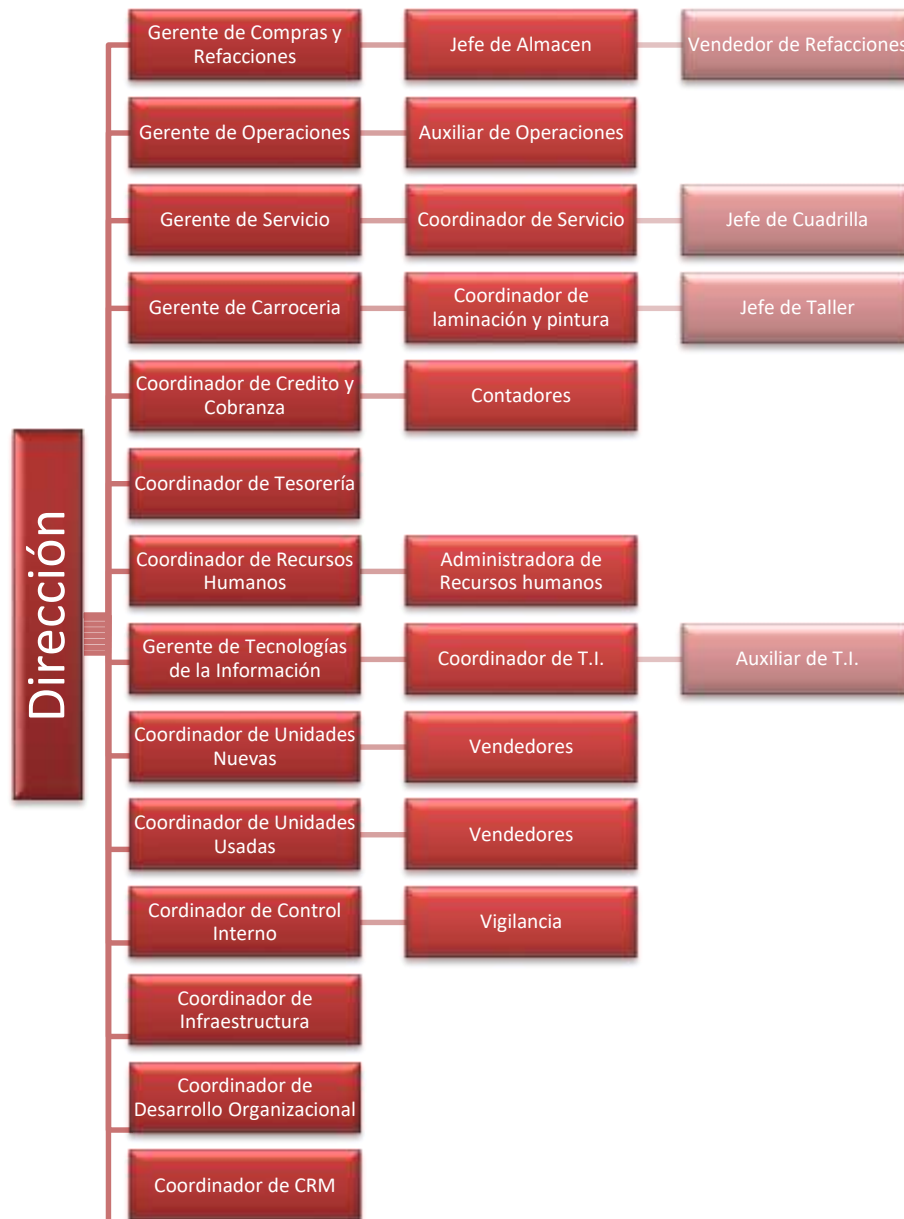 Gerente de Compras y
Refacciones
Jefe de Almacen
Vendedor de Refacciones
Gerente de Operaciones
Auxiliar de Operaciones
Gerente de Servicio
Coordinador de Servicio
Jefe de Cuadrilla
Gerente de Carroceria
Coordinador de
laminación y pintura
Jefe de Taller
Coordinador de Credito y
Cobranza
Contadores
Dirección
Coordinador de Tesorería
Coordinador de Recursos
Humanos
Administradora de
Recursos humanos
Gerente de Tecnologías
de la Información
Coordinador de T.I.
Auxiliar de T.I.
Coordinador de Unidades
Nuevas
Vendedores
Coordinador de Unidades
Usadas
Vendedores
Cordinador de Control
Interno
Vigilancia
Coordinador de
Infraestructura
Coordinador de
Desarrollo Organizacional
Coordinador de CRM